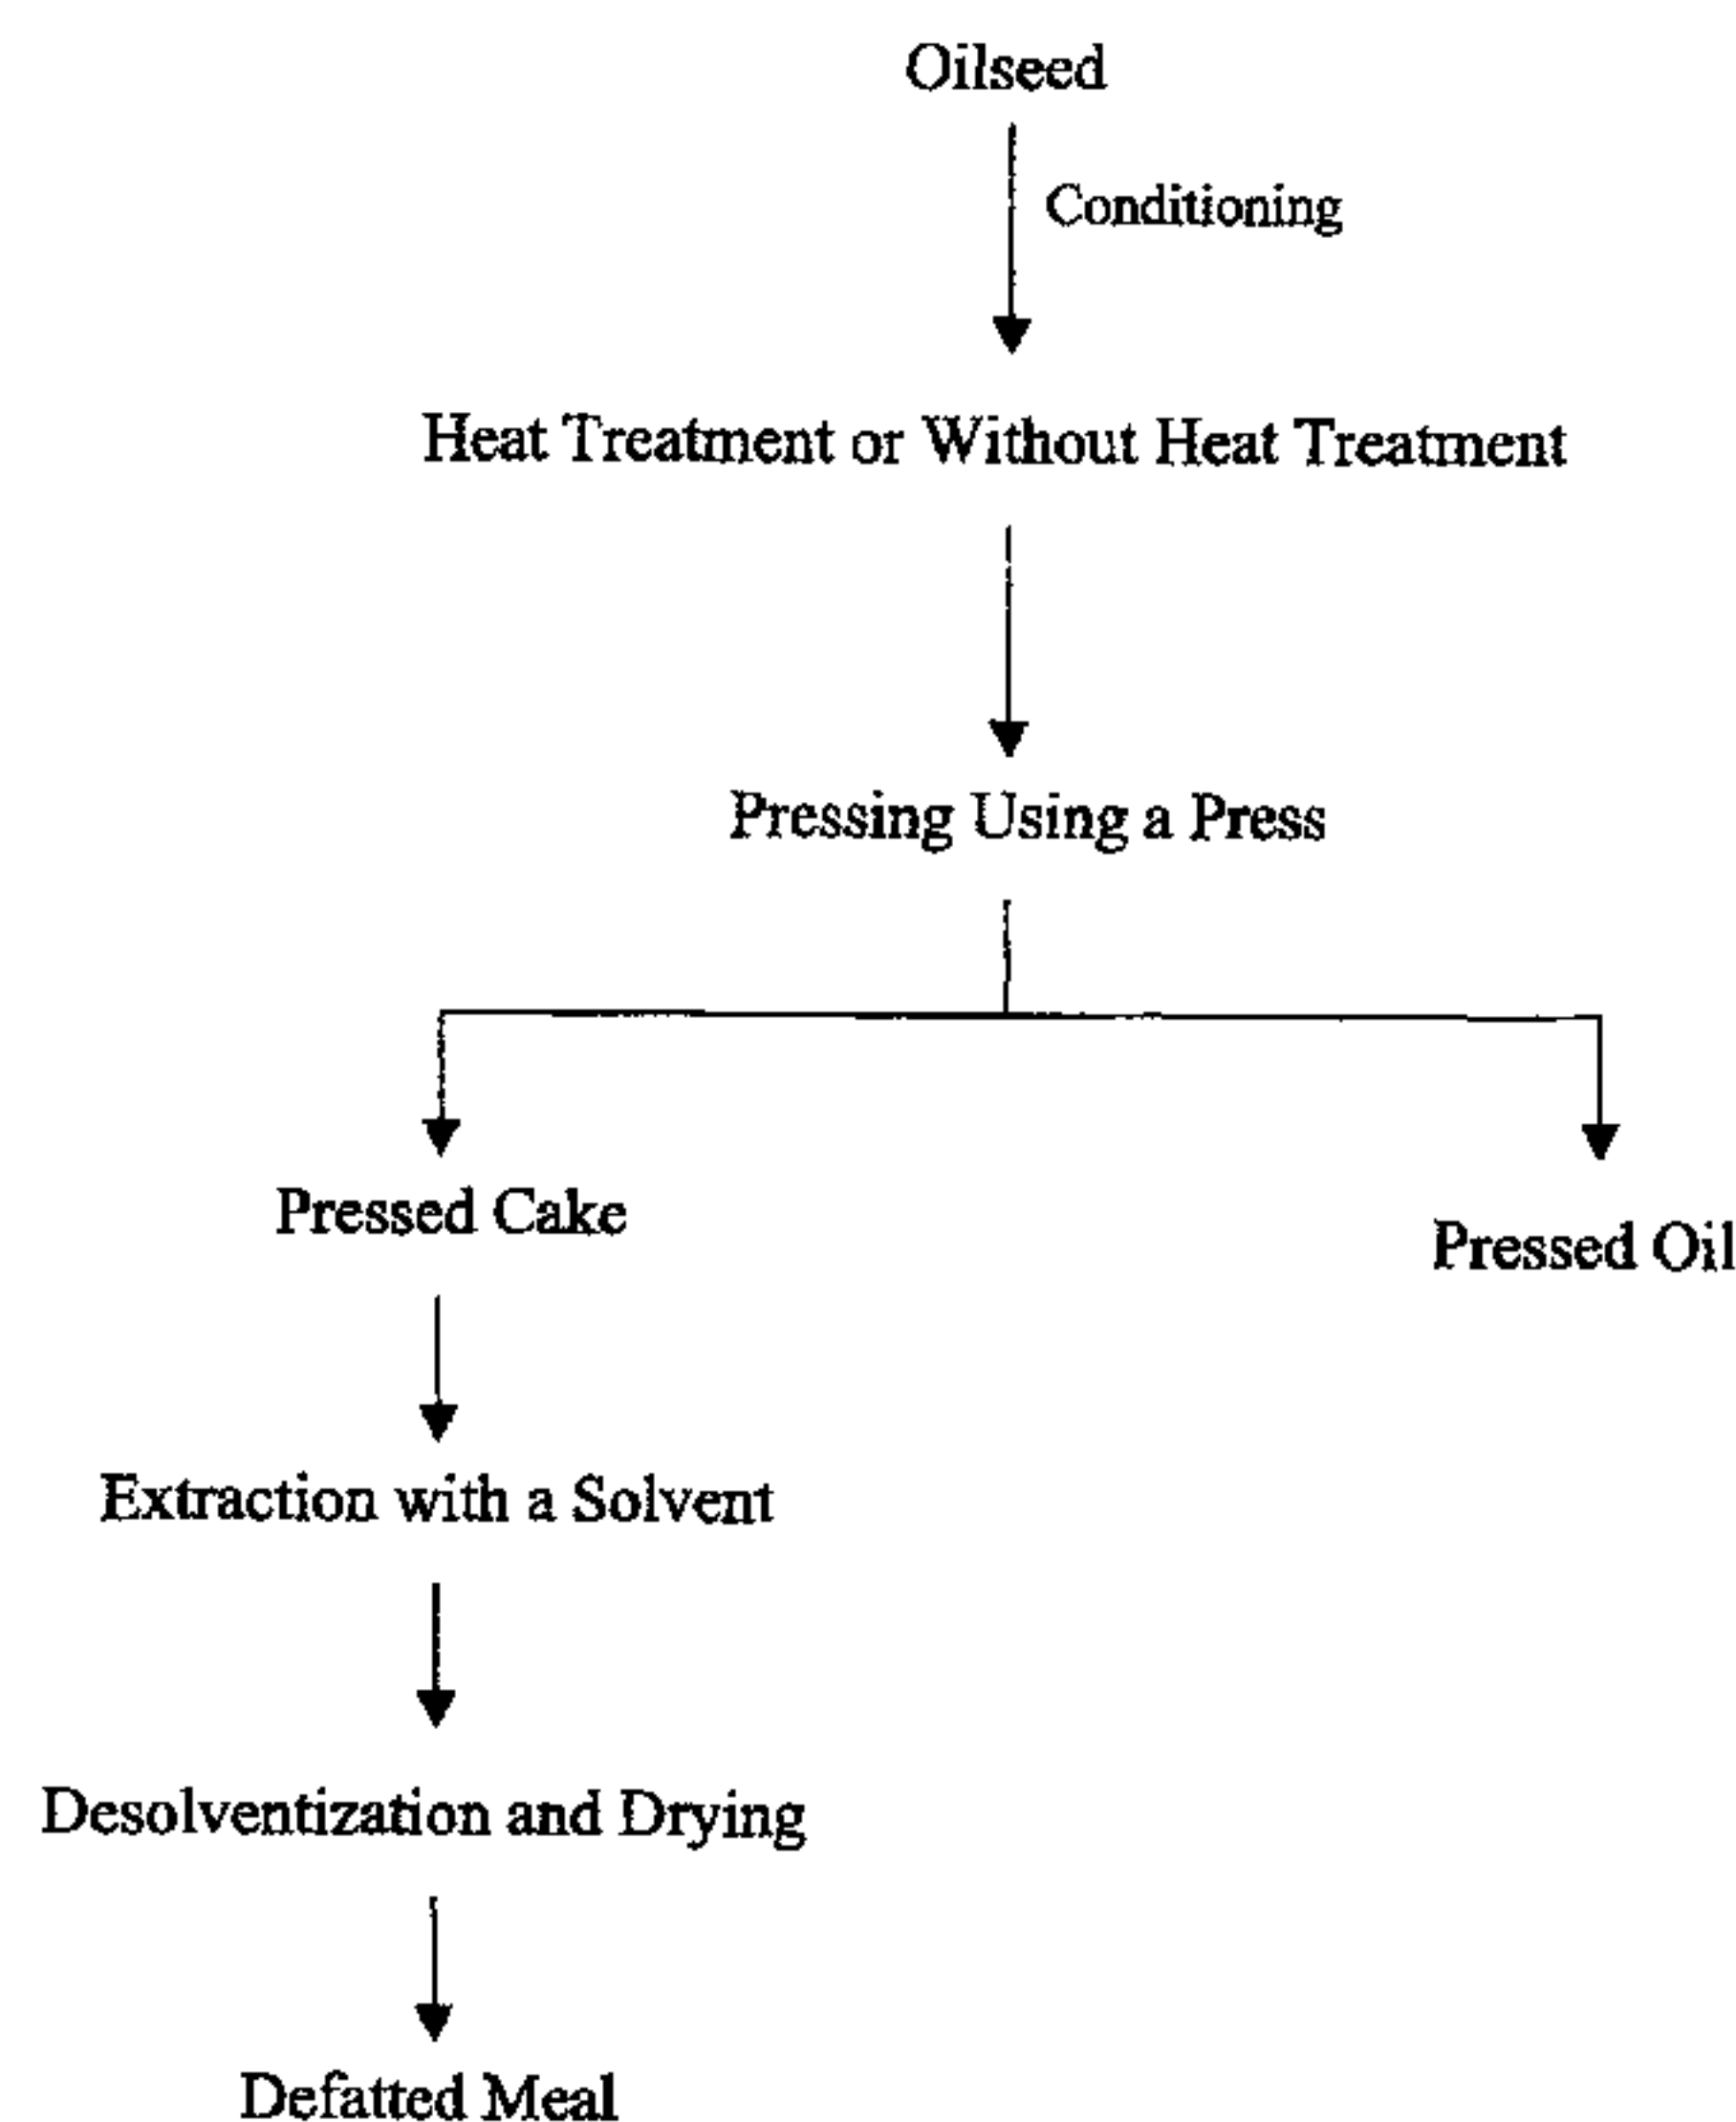 Oilseed
Conditioning
Heat Treatment or Without Heat Treatment
Pressing Using a Press
Pressed Cake
Pressed Oil
Extraction with a Solvent
Desolventization and Drying
Defatted Meal